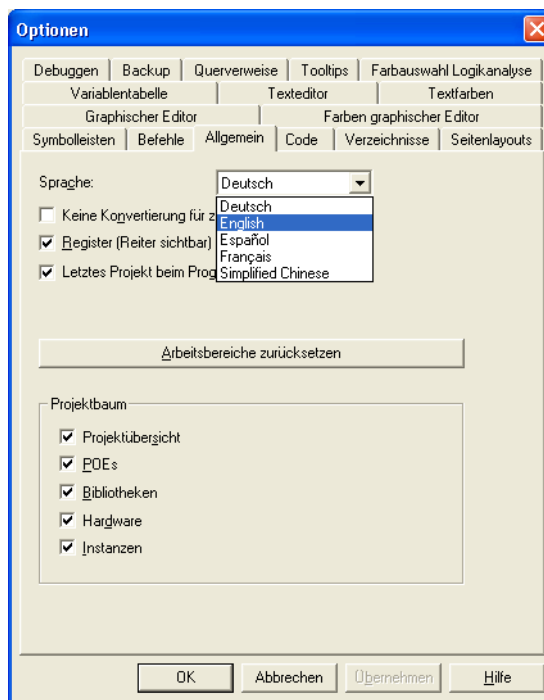 Optionen
Debuggen Backup Querverweise Tooltips Farbauswahl Logikanalyse
Variablentabelle Texteditor Textfarben
Graphischer Editor Farben graphischer Editor
Symbolleisten Befehle Allgemein Code Verzeichnisse Seitenlayouts
Sprache: Deutsch
Deutsch
Keine Konvertierung für z
English
Register (Reiter sichtbar)
Español
Français
Letztes Projekt beim Prog
Simplified Chinese
Arbeitsbereiche zurücksetzen
Projektbaum
Projektübersicht
POEs
Bibliotheken
Hardware
Instanzen
OK Abbrechen Übernehmen Hilfe